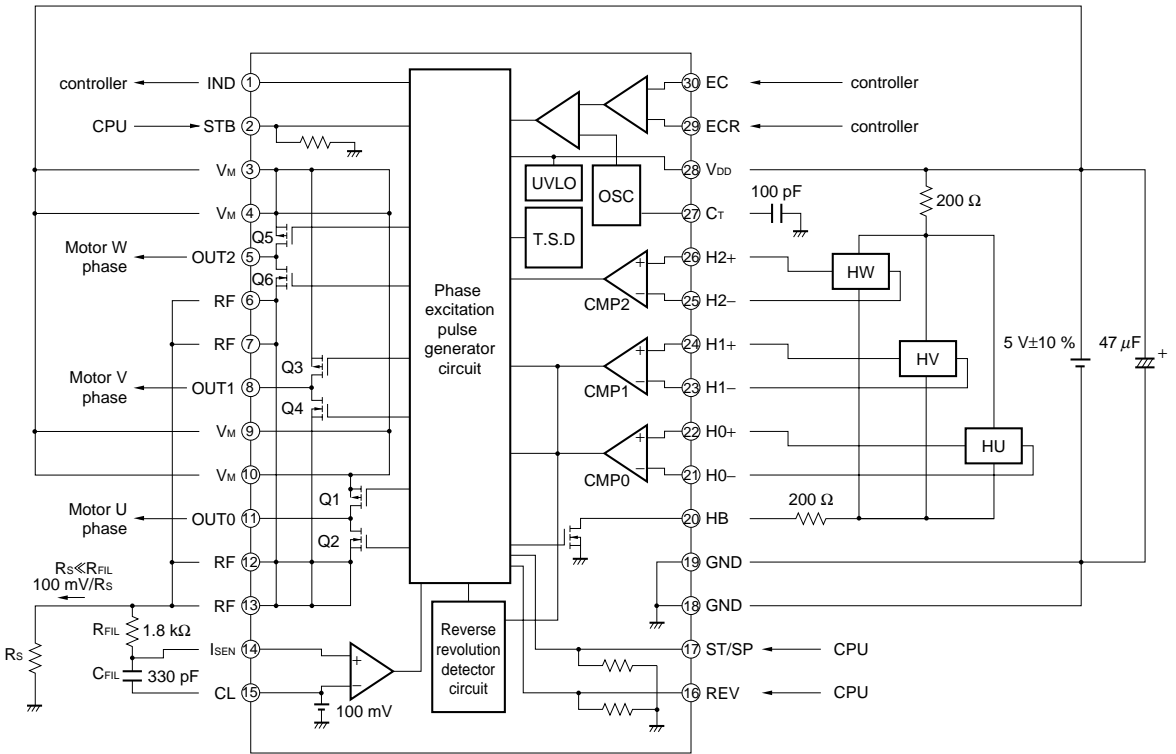 controller
IND
1
CPU
STB
2
VM
3
VM
4
Q5
Motor W
phase
OUT2
5
Q6
RF
6
RF
7
Q3
Motor V
phase
OUT1
8
Q4
VM
9
VM
10
Q1
Motor U
phase
OUT0
11
Q2
RF
12
RS≪RFIL
100 mV/RS
RF
13
RFIL
1.8 kΩ
RS
ISEN
14
CFIL
330 pF
CL
15
+
−
100 mV
Phase
excitation
pulse
generator
circuit
Reverse
revolution
detector
circuit
UVLO
OSC
T.S.D
+
−
CMP2
+
−
CMP1
+
−
CMP0
30
EC
controller
29
ECR
controller
28
VDD
27
CT
100 pF
200 Ω
26
H2+
HW
25
H2−
24
H1+
HV
23
H1−
22
H0+
HU
21
H0−
20
HB
200 Ω
19
GND
18
GND
17
ST/SP
CPU
16
REV
CPU
5 V±10 %
47 μF
+